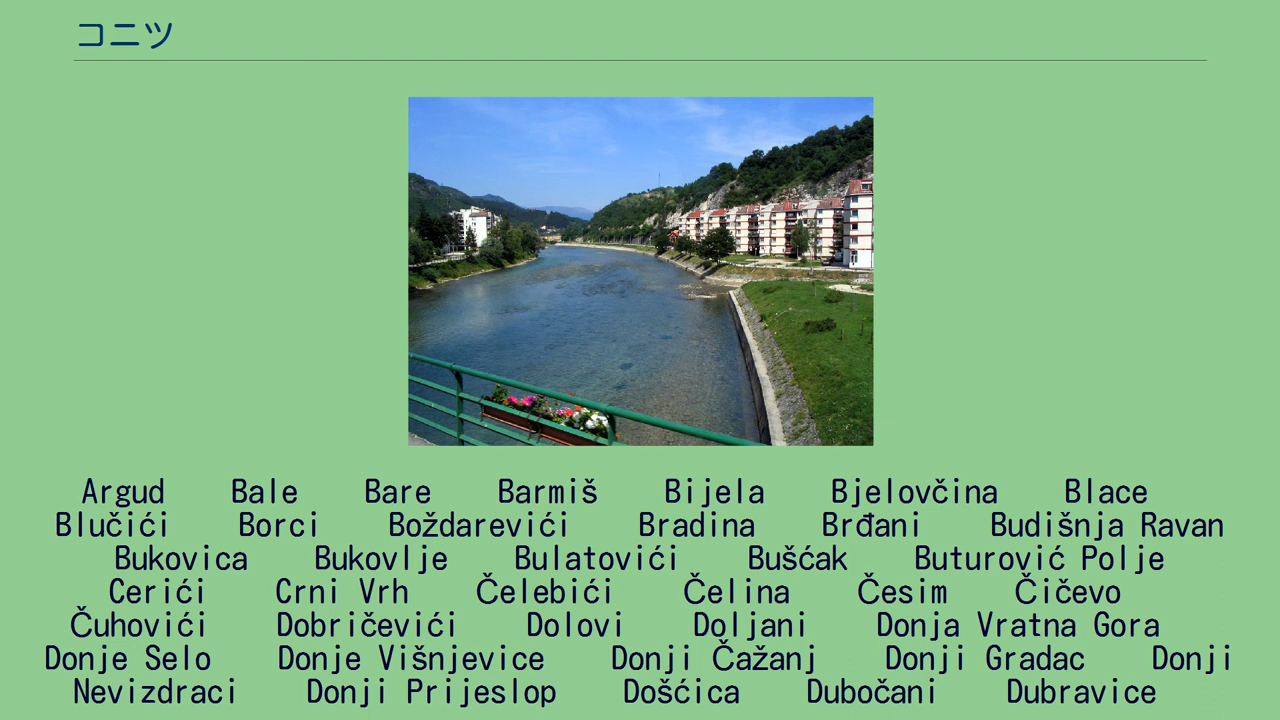 コニツ
Argud Bale Bare Barmiš Bijela Bjelovčina Blace
Blučići Borci Boždarevići Bradina Brđani Budišnja Ravan
Bukovica Bukovlje Bulatovići Bušćak Buturović Polje
Cerići Crni Vrh Čelebići Čelina Česim Čičevo
Čuhovići Dobričevići Dolovi Doljani Donja Vratna Gora
Donje Selo Donje Višnjevice Donji Čažanj Donji Gradac Donji
Nevizdraci Donji Prijeslop Došćica Dubočani Dubravice